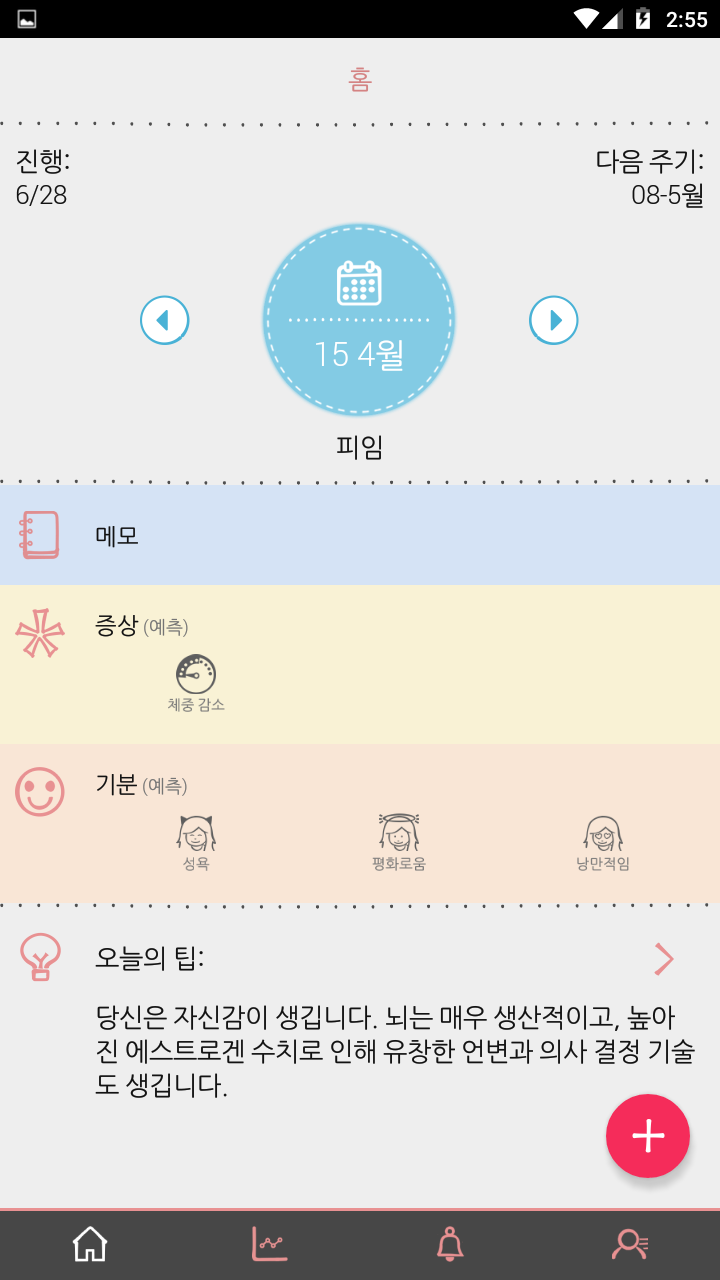 2:55
홈
진행:
6/28
다음 주기:
08-5월
15 4월
피임
메모
증상 (예측)
체중 감소
기분 (예측)
성욕
평화로움
낭만적임
오늘의 팁:
당신은 자신감이 생깁니다. 뇌는 매우 생산적이고, 높아
진 에스트로겐 수치로 인해 유창한 언변과 의사 결정 기술
도 생깁니다.